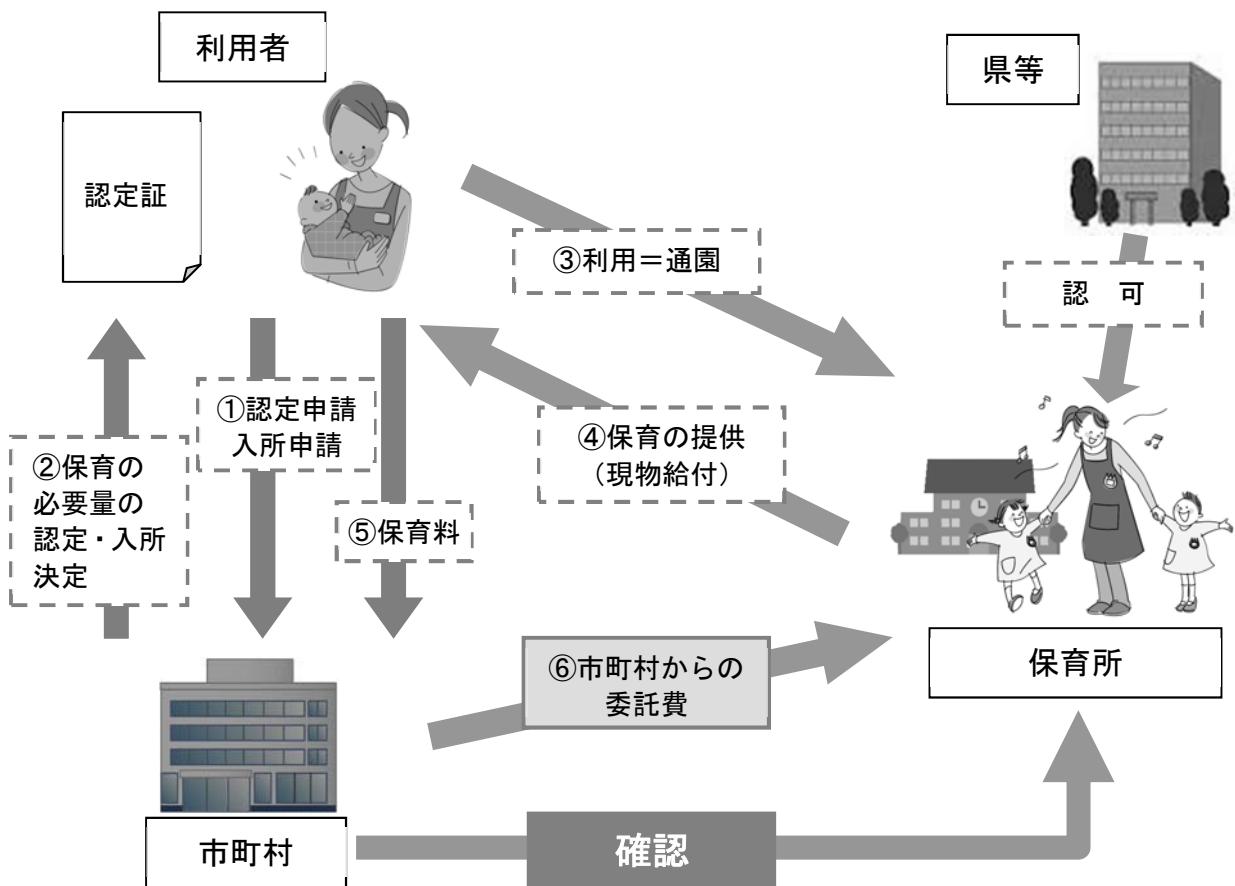 利用者
県等
認定証
③利用＝通園
認　可
①認定申請
入所申請
④保育の提供
（現物給付）
②保育の
必要量の
認定・入所
決定
⑤保育料
⑥市町村からの
委託費
保育所
市町村
確認